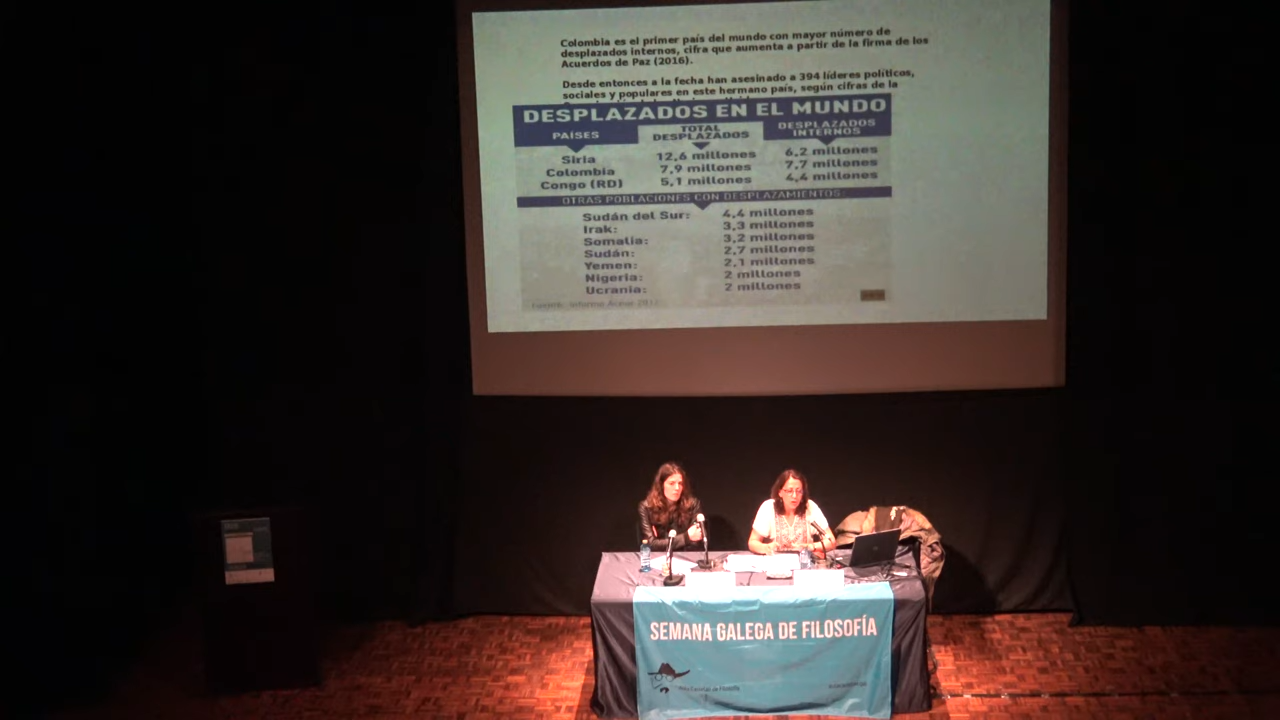 Colombia es el primer país del mundo con mayor número de
desplazados internos, cifra que aumenta a partir de la firma de los
Acuerdos de Paz (2016).
Desde entonces a la fecha han asesinado a 394 líderes políticos,
sociales y populares en este hermano país, según cifras de la
DESPLAZADOS EN EL MUNDO
PAÍSES
TOTAL
DESPLAZADOS
DESPLAZADOS
INTERNOS
Siria 12,6 millones 6,2 millones
Colombia 7,9 millones 7,7 millones
Congo (RD) 5,1 millones 4,4 millones
OTRAS POBLACIONES CON DESPLAZAMIENTOS:
Sudán del Sur: 4,4 millones
Irak: 3,3 millones
Somalia: 3,2 millones
Sudán: 2,7 millones
Yemen: 2,1 millones
Nigeria: 2 millones
Ucrania: 2 millones
SEMANA GALEGA DE FILOSOFÍA